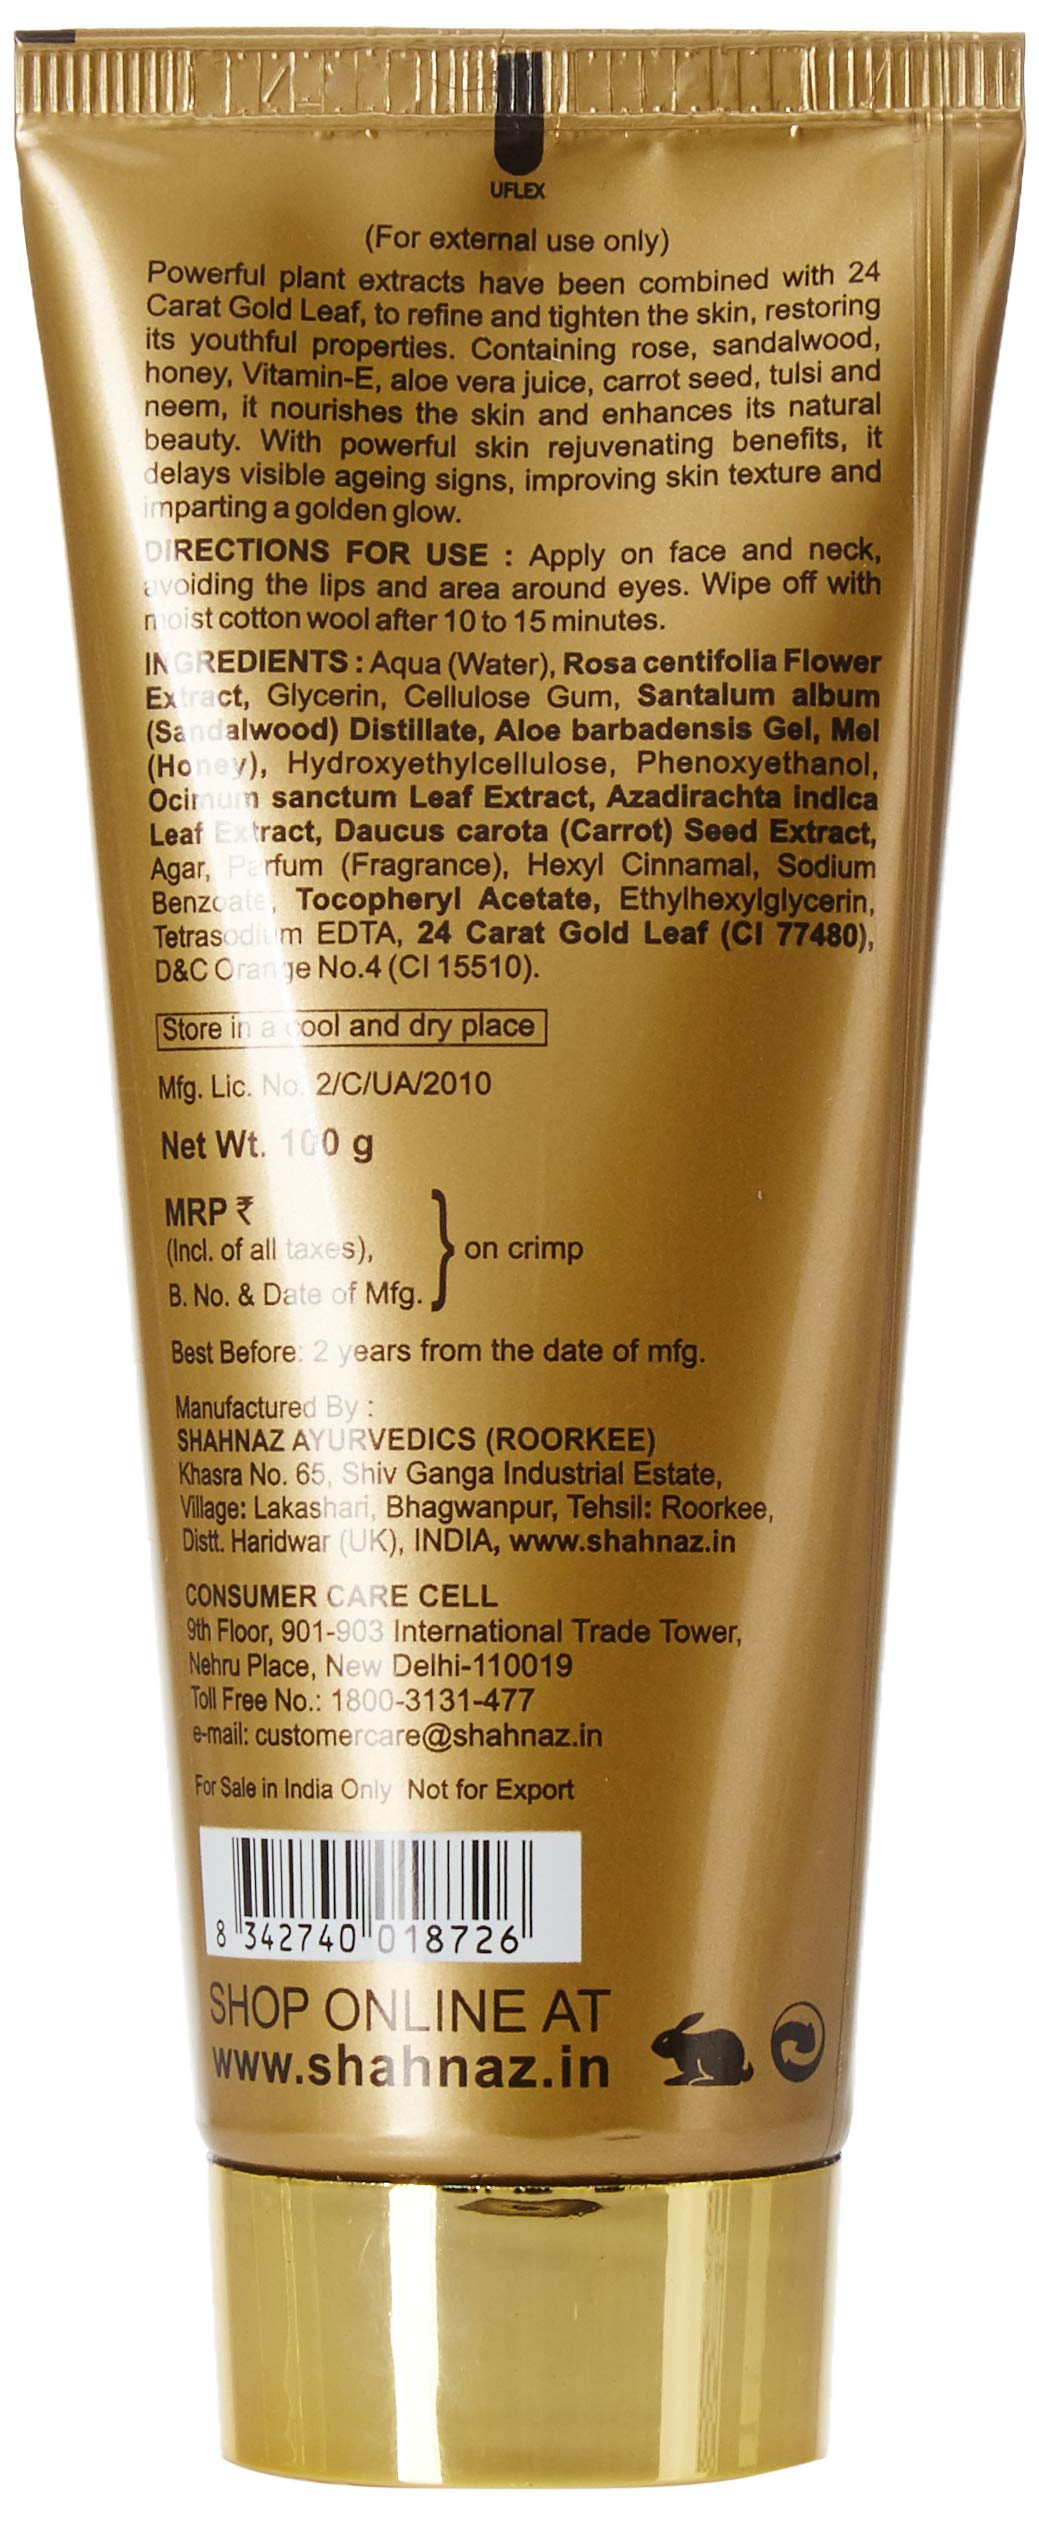 UFLEX
(For external use only)
Powerful plant extracts have been combined with 24
Carat Gold Leaf, to refine and tighten the skin, restoring
its youthful properties. Containing rose, sandalwood,
honey, Vitamin-E, aloe vera juice, carrot seed, tulsi and
neem, it nourishes the skin and enhances its natural
beauty. With powerful skin rejuvenating benefits, it
delays visible ageing signs, improving skin texture and
imparting a golden glow.
DIRECTIONS FOR USE : Apply on face and neck,
avoiding the lips and area around eyes. Wipe off with
moist cotton wool after 10 to 15 minutes.
INGREDIENTS : Aqua (Water), Rosa centifolia Flower
Extract, Glycerin, Cellulose Gum, Santalum album
(Sandalwood) Distillate, Aloe barbadensis Gel, Mel
(Honey), Hydroxyethylcellulose, Phenoxyethanol,
Ocimum sanctum Leaf Extract, Azadirachta indica
Leaf Extract, Daucus carota (Carrot) Seed Extract,
Agar, Parfum (Fragrance), Hexyl Cinnamal, Sodium
Benzoate, Tocopheryl Acetate, Ethylhexylglycerin,
Tetrasodium EDTA, 24 Carat Gold Leaf (CI 77480),
D&C Orange No.4 (CI 15510).
Store in a cool and dry place
Mfg. Lic. No. 2/C/UA/2010
Net Wt. 100 g
MRP ₹
(Incl. of all taxes),
B. No. & Date of Mfg. } on crimp
Best Before: 2 years from the date of mfg.
Manufactured By :
SHAHNAZ AYURVEDICS (ROORKEE)
Khasra No. 65, Shiv Ganga Industrial Estate,
Village: Lakashari, Bhagwanpur, Tehsil: Roorkee,
Distt. Haridwar (UK), INDIA, www.shahnaz.in
CONSUMER CARE CELL
9th Floor, 901-903 International Trade Tower,
Nehru Place, New Delhi-110019
Toll Free No.: 1800-3131-477
e-mail: customercare@shahnaz.in
For Sale in India Only Not for Export
8 342740 018726
SHOP ONLINE AT
www.shahnaz.in